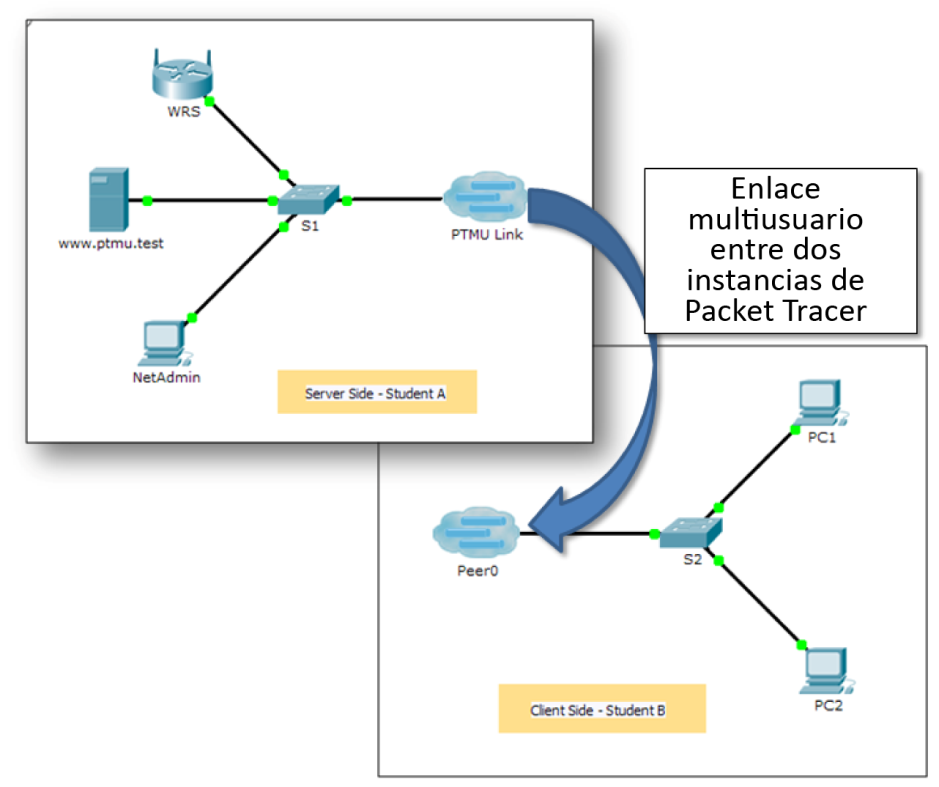 WRS
www.ptmu.test
S1
PTMU Link
NetAdmin
Server Side - Student A
Enlace
multiusuario
entre dos
instancias de
Packet Tracer
PC1
Peer0
S2
PC2
Client Side - Student B